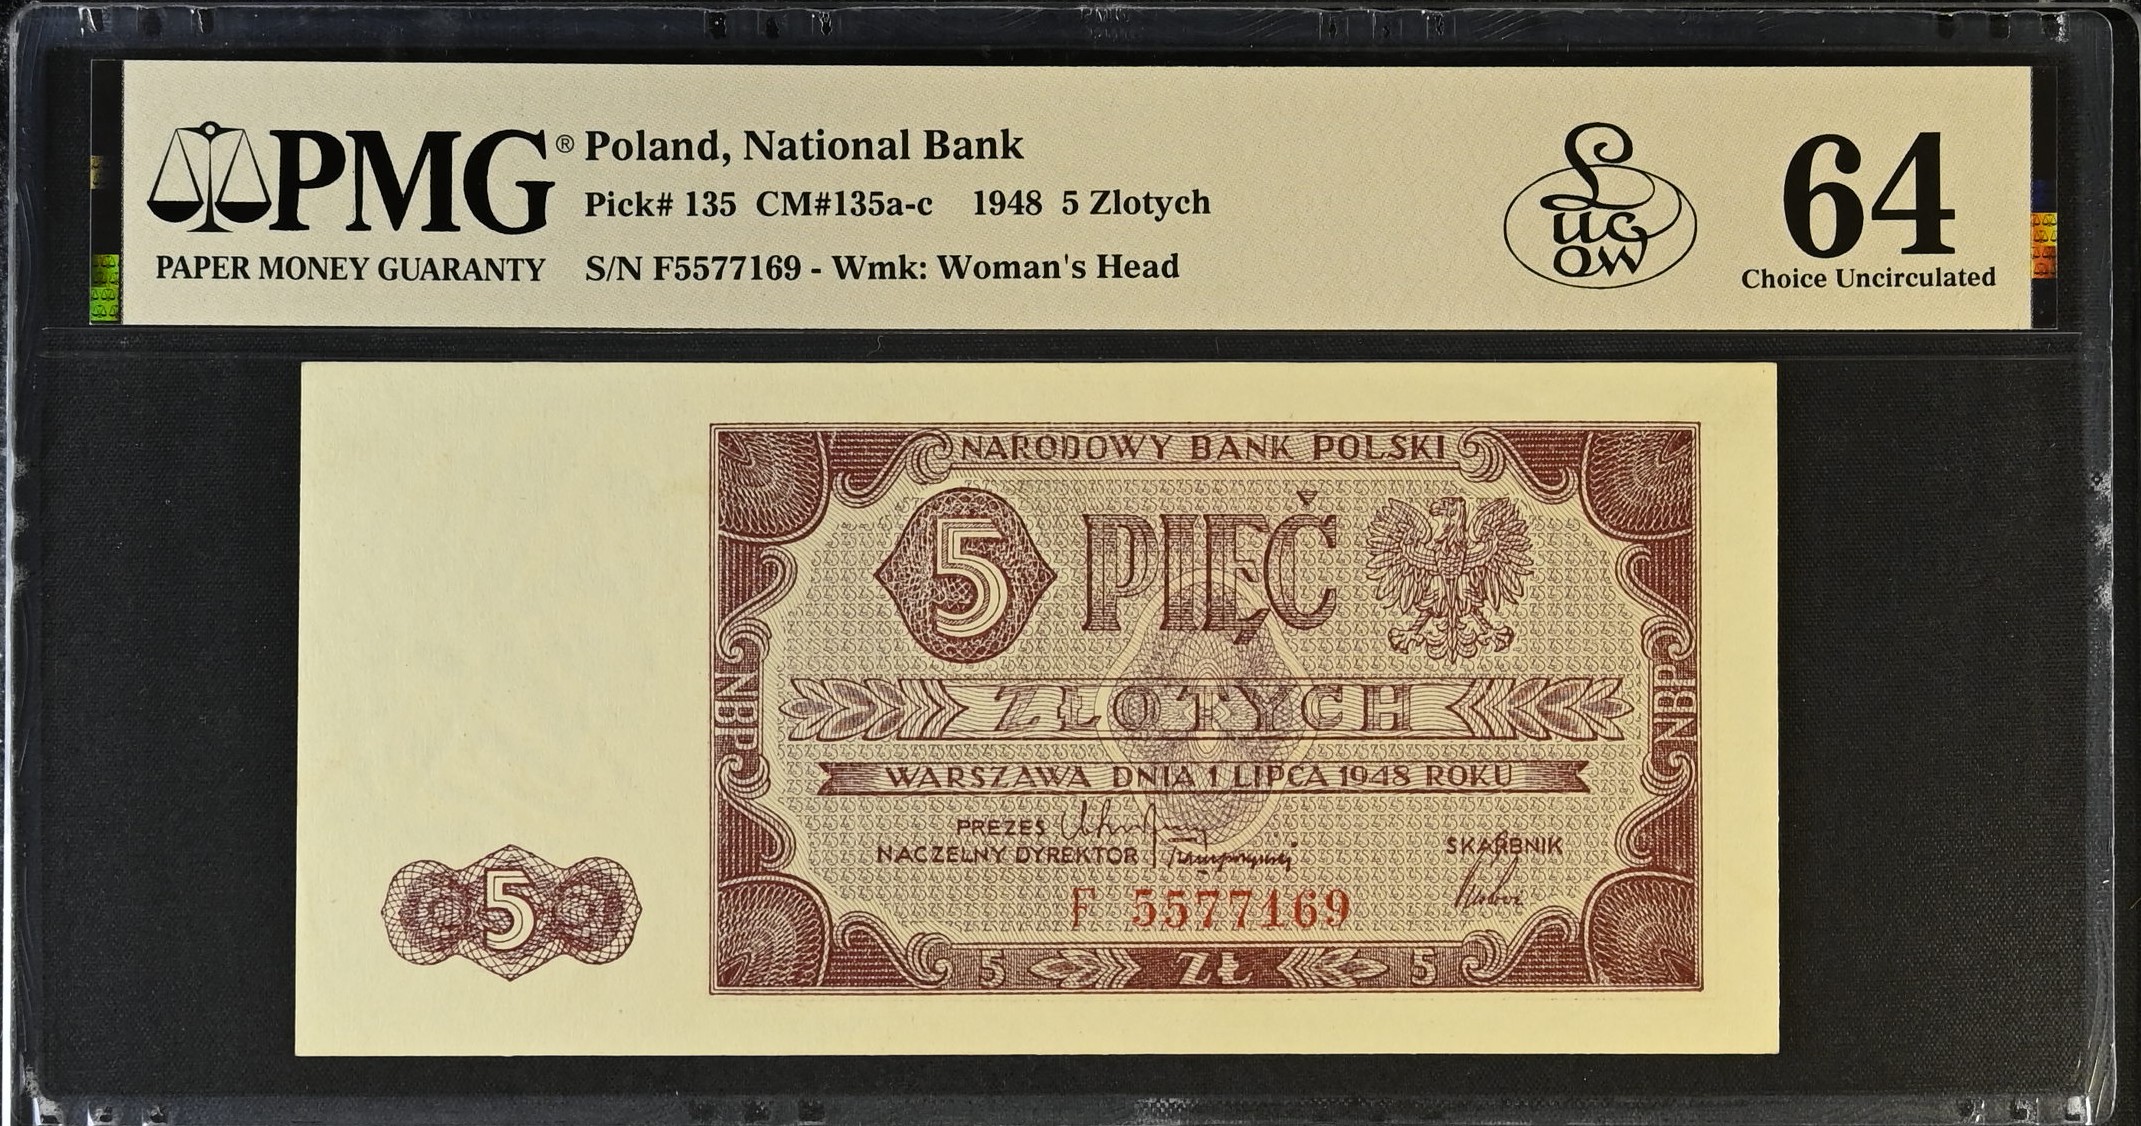 PMG® Poland, National Bank
Pick# 135 CM#135a-c 1948 5 Zlotych
PAPER MONEY GUARANTY
S/N F5577169 - Wmk: Woman's Head
Lucow
64
Choice Uncirculated
NARODOWY BANK POLSKI
5 PIĘĆ
ZŁOTYCH
NBP
NBP
WARSZAWA DNIA 1 LIPCA 1948 ROKU
PREZES
NACZELNY DYREKTOR
SKARBNIK
F 5577169
5
5 ZŁ 5